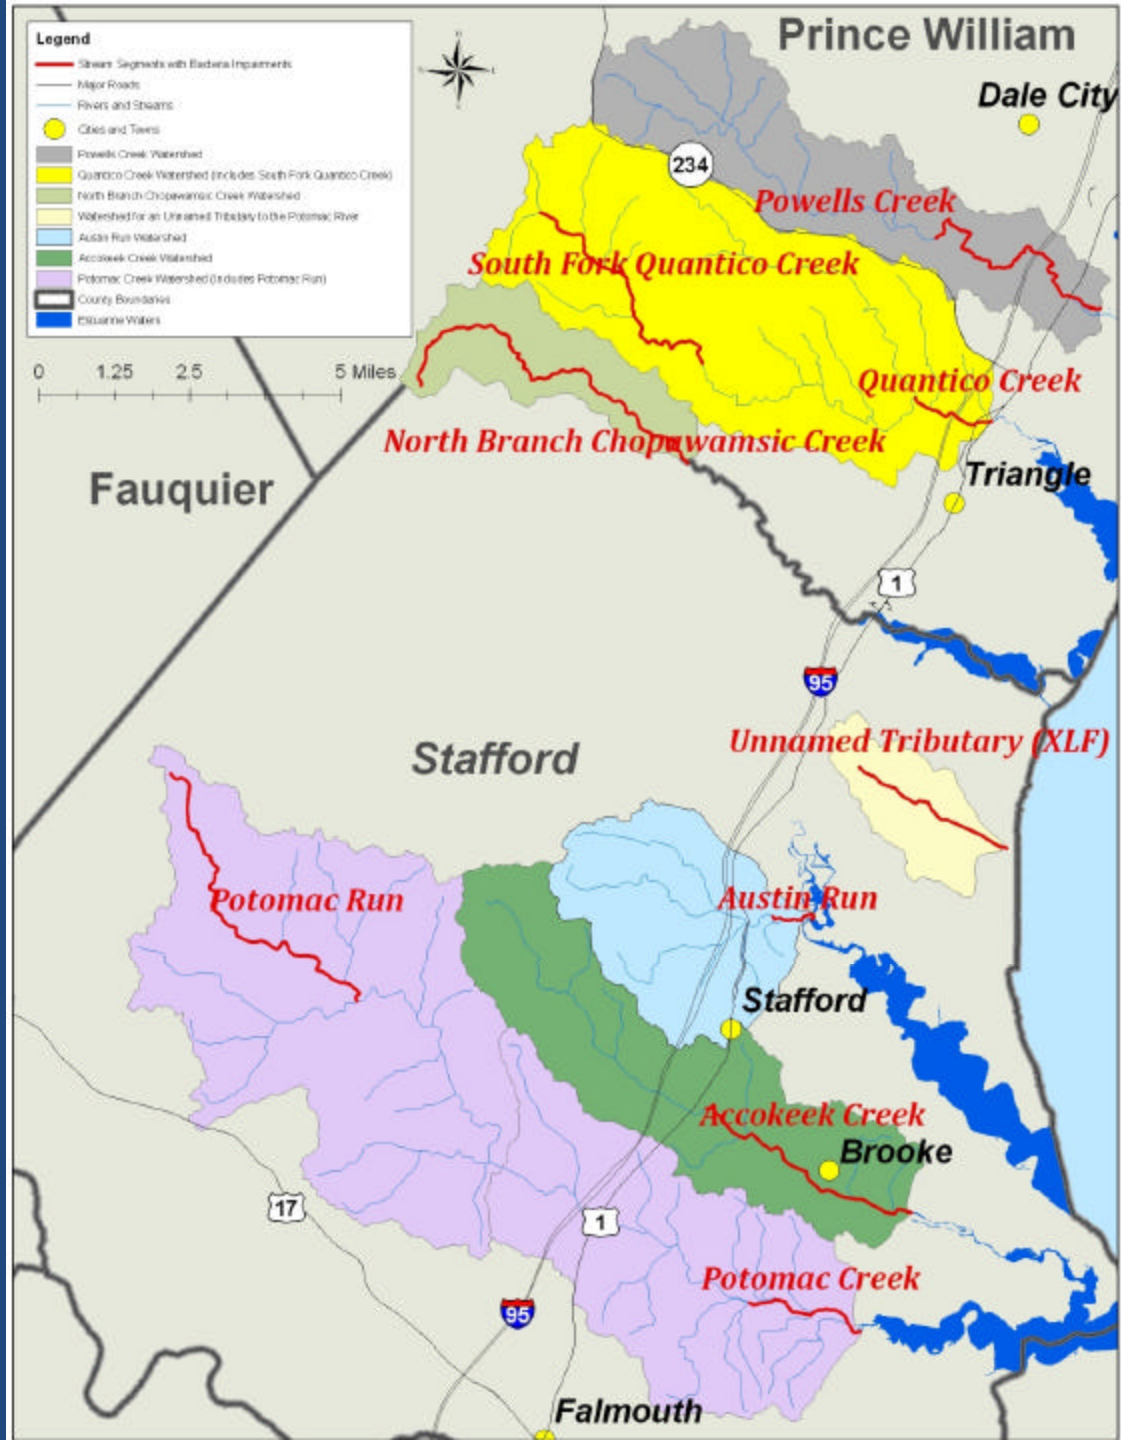 Prince William
Legend
Stream Segments with Bacteria Impairments
Major Roads
Rivers and Streams
Cities and Towns
Powells Creek Watershed
Quantico Creek Watershed (Includes South Fork Quantico Creek)
North Branch Chopawamsic Creek Watershed
Watershed for an Unnamed Tributary to the Potomac River
Austin Run Watershed
Accokeek Creek Watershed
Potomac Creek Watershed (Includes Potomac Run)
County Boundaries
Estuarine Waters
Dale City
234
Powells Creek
South Fork Quantico Creek
0 1.25 2.5 5 Miles
Quantico Creek
North Branch Chopawamsic Creek
Triangle
Fauquier
1
95
Unnamed Tributary (XLF)
Stafford
Potomac Run
Austin Run
Stafford
Accokeek Creek
Brooke
17
1
Potomac Creek
95
Falmouth